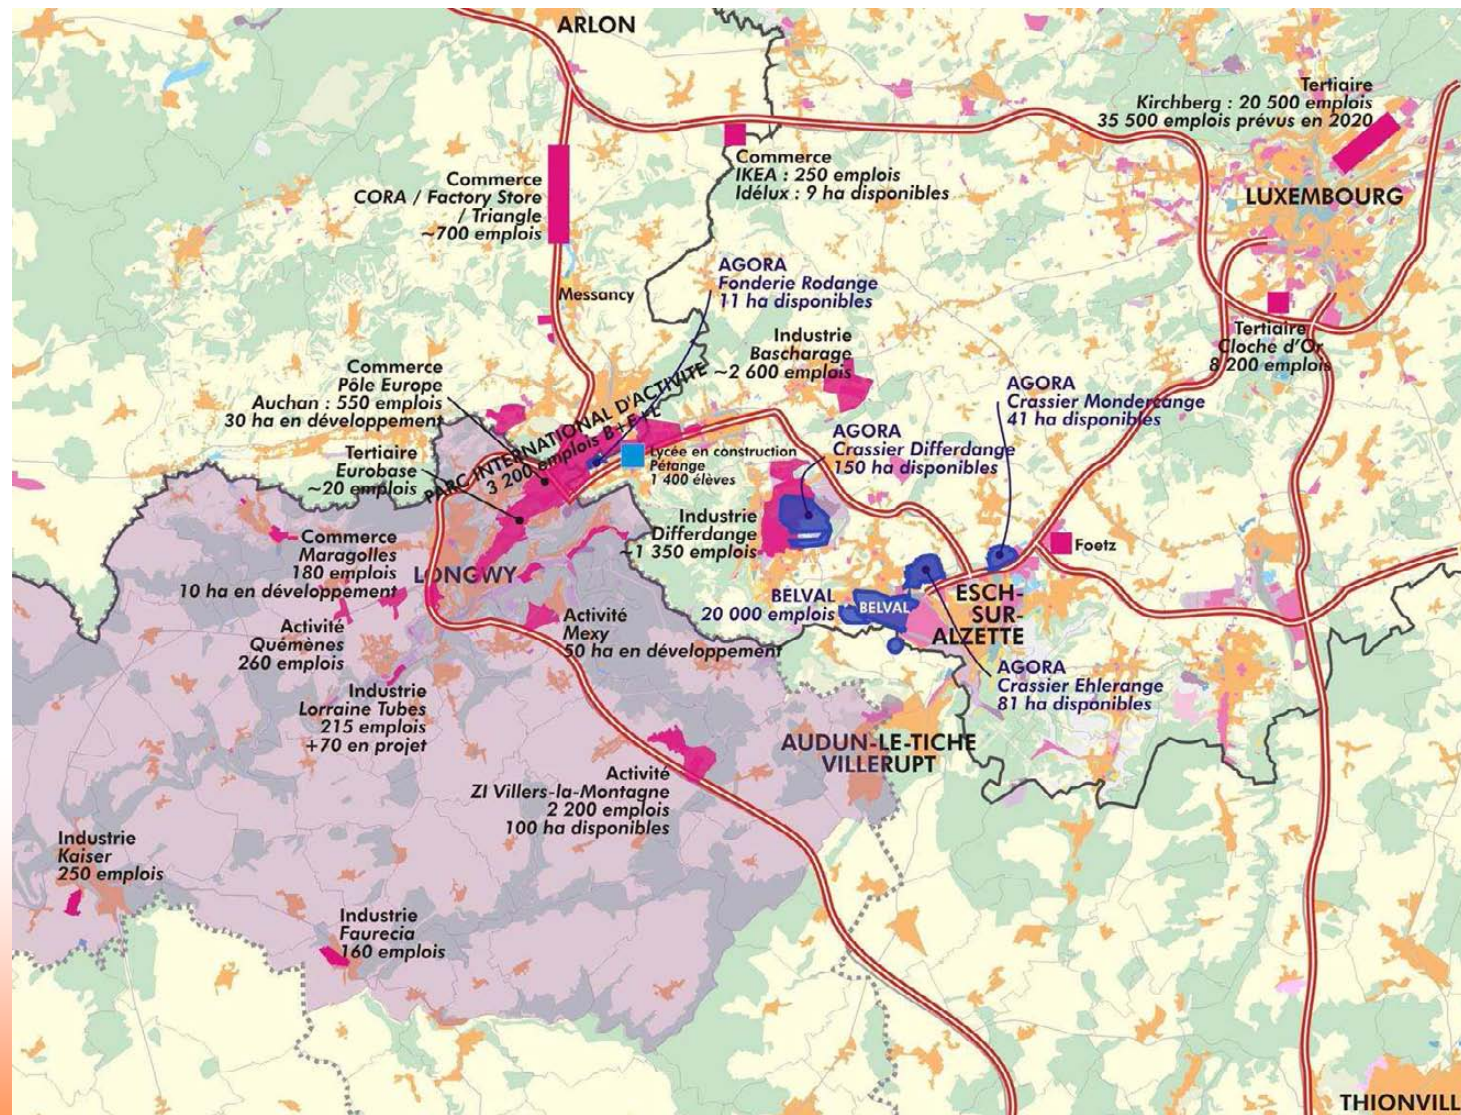 ARLON
Tertiaire
Kirchberg : 20 500 emplois
35 500 emplois prévus en 2020
Commerce
IKEA : 250 emplois
Idélux : 9 ha disponibles
Commerce
CORA / Factory Store
/ Triangle
~700 emplois
LUXEMBOURG
AGORA
Fonderie Rodange
11 ha disponibles
Messancy
Industrie
Bascharage
~2 600 emplois
Tertiaire
Cloche d'Or
8 200 emplois
Commerce
Pôle Europe
Auchan : 550 emplois
30 ha en développement
PARC INTERNATIONAL D'ACTIVITE
3 200 emplois B+F+L
AGORA
Crassier Mondercange
41 ha disponibles
AGORA
Crassier Differdange
150 ha disponibles
Tertiaire
Eurobase
~20 emplois
Lycée en construction
Pétange
1 400 élèves
Industrie
Differdange
~1 350 emplois
Commerce
Maragolles
180 emplois
10 ha en développement
LONGWY
Foetz
BELVAL
20 000 emplois
BELVAL
ESCH-
SUR-
ALZETTE
Activité
Mexy
50 ha en développement
Activité
Quémènes
260 emplois
AGORA
Crassier Ehlerange
81 ha disponibles
Industrie
Lorraine Tubes
215 emplois
+70 en projet
AUDUN-LE-TICHE
VILLERUPT
Activité
ZI Villers-la-Montagne
2 200 emplois
100 ha disponibles
Industrie
Kaiser
250 emplois
Industrie
Faurecia
160 emplois
THIONVILL